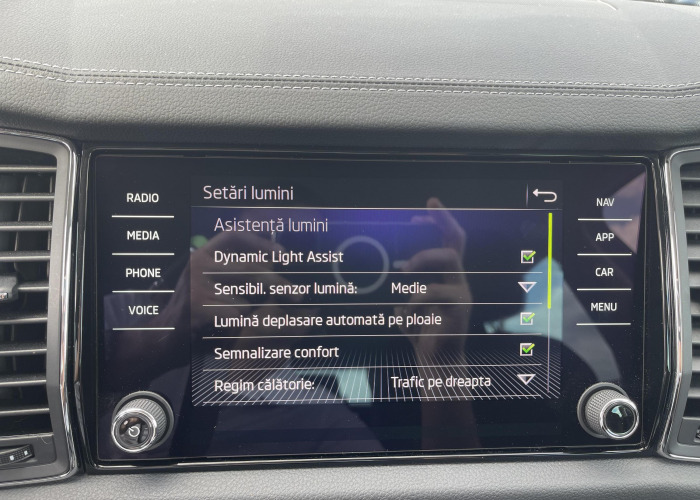 Setări lumini
RADIO
MEDIA
PHONE
VOICE
Asistență lumini
Dynamic Light Assist
Sensibil. senzor lumină: Medie
Lumină deplasare automată pe ploaie
Semnalizare confort
Regim călătorie: Trafic pe dreapta
NAV
APP
CAR
MENU